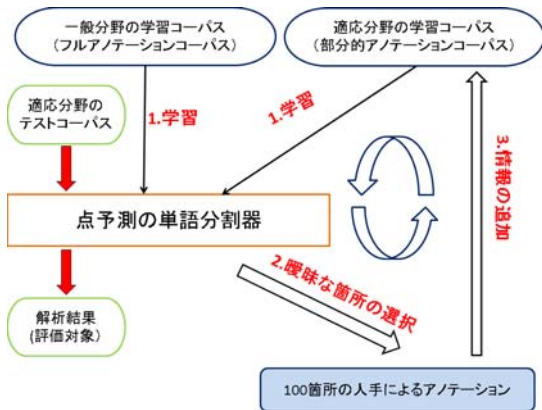 一般分野の学習コーパス
(フルアノテーションコーパス)
適応分野の学習コーパス
(部分的アノテーションコーパス)
適応分野の
テストコーパス
1.学習
1.学習
3.情報の追加
点予測の単語分割器
2.曖昧な箇所の選択
解析結果
(評価対象)
100箇所の人手によるアノテーション